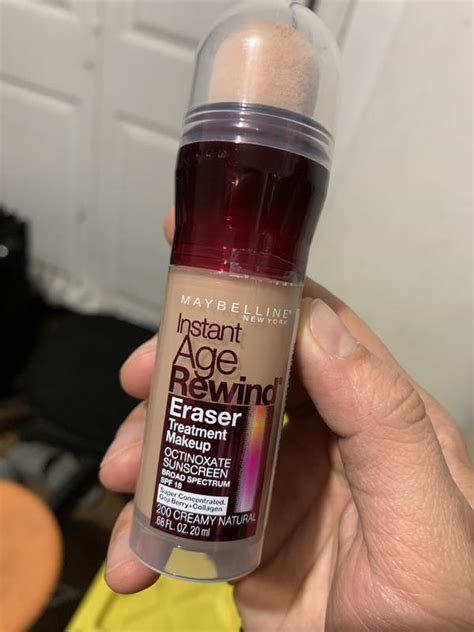 MAYBELLINE®
NEW YORK
Instant
Age
Rewind®
Eraser
Treatment
Makeup
OCTINOXATE
SUNSCREEN
BROAD SPECTRUM
SPF 18
Super Concentrated,
Goji Berry+Collagen
200 CREAMY NATURAL
.68 FL. OZ. 20 ml